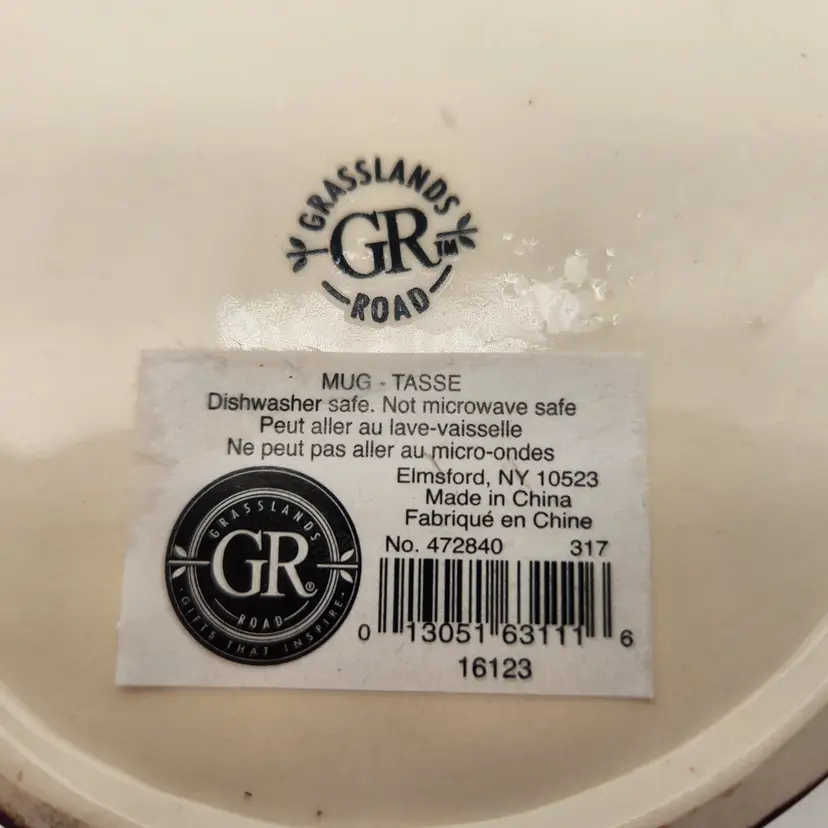 GRASSLANDS
GR™
ROAD
MUG - TASSE
Dishwasher safe. Not microwave safe
Peut aller au lave-vaisselle
Ne peut pas aller au micro-ondes
Elmsford, NY 10523
Made in China
Fabriqué en Chine
No. 472840 317
GRASSLANDS
GR®
ROAD
·GIFTS THAT INSPIRE·
0 13051 63111 6
16123